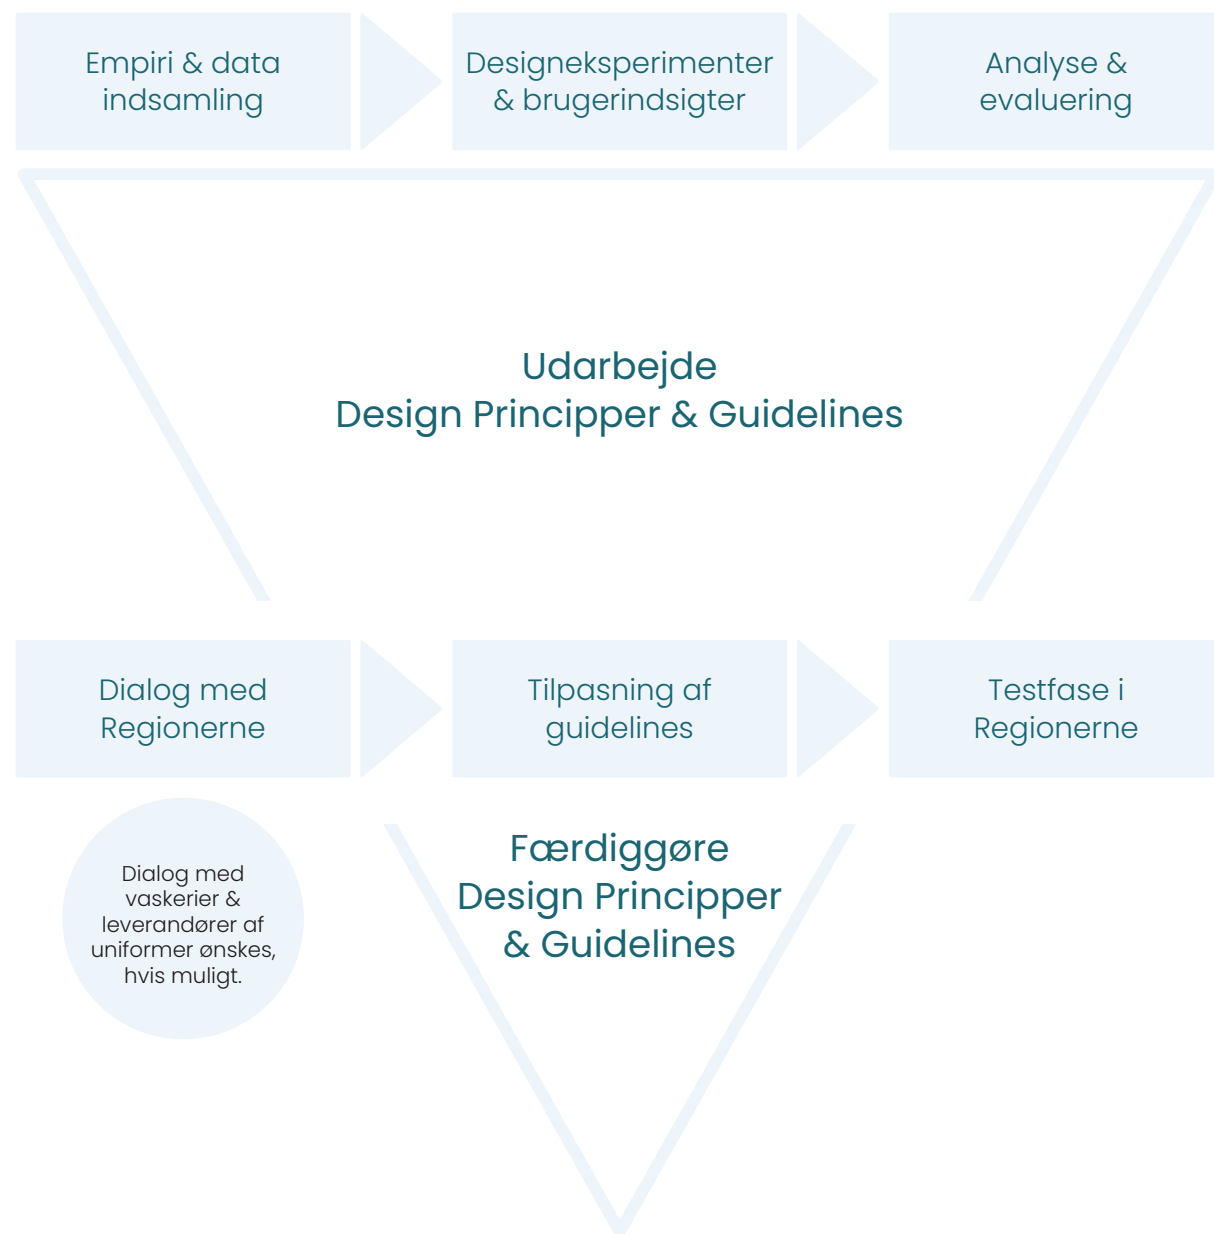 Empiri & data
indsamling
Designeksperimenter
& brugerindsigter
Analyse &
evaluering
Udarbejde
Design Principper & Guidelines
Dialog med
Regionerne
Tilpasning af
guidelines
Testfase i
Regionerne
Dialog med
vaskerier &
leverandører af
uniformer ønskes,
hvis muligt.
Færdiggøre
Design Principper
& Guidelines